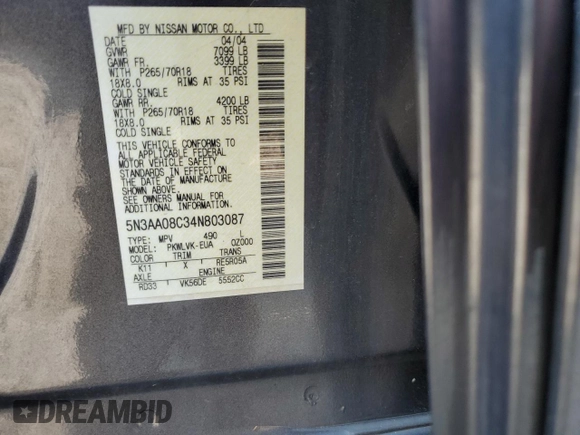 MFD BY NISSAN MOTOR CO., LTD
DATE 04/04
GVWR 7099 LB
GAWR FR. 3399 LB
WITH P265/70R18 TIRES
18X8.0 RIMS AT 35 PSI
COLD SINGLE
GAWR RR. 4200 LB
WITH P265/70R18 TIRES
18X8.0 RIMS AT 35 PSI
COLD SINGLE
THIS VEHICLE CONFORMS TO
ALL APPLICABLE FEDERAL
MOTOR VEHICLE SAFETY
STANDARDS IN EFFECT ON
THE DATE OF MANUFACTURE
SHOWN ABOVE.
SEE OWNERS MANUAL FOR
ADDITIONAL INFORMATION.
5N3AA08C34N803087
TYPE: MPV 490 L
MODEL: PKWLVK-EUA 0Z000
COLOR TRIM TRANS
K11 X RE5R05A
AXLE ENGINE
RD33 VK56DE 5552CC
DREAMBID